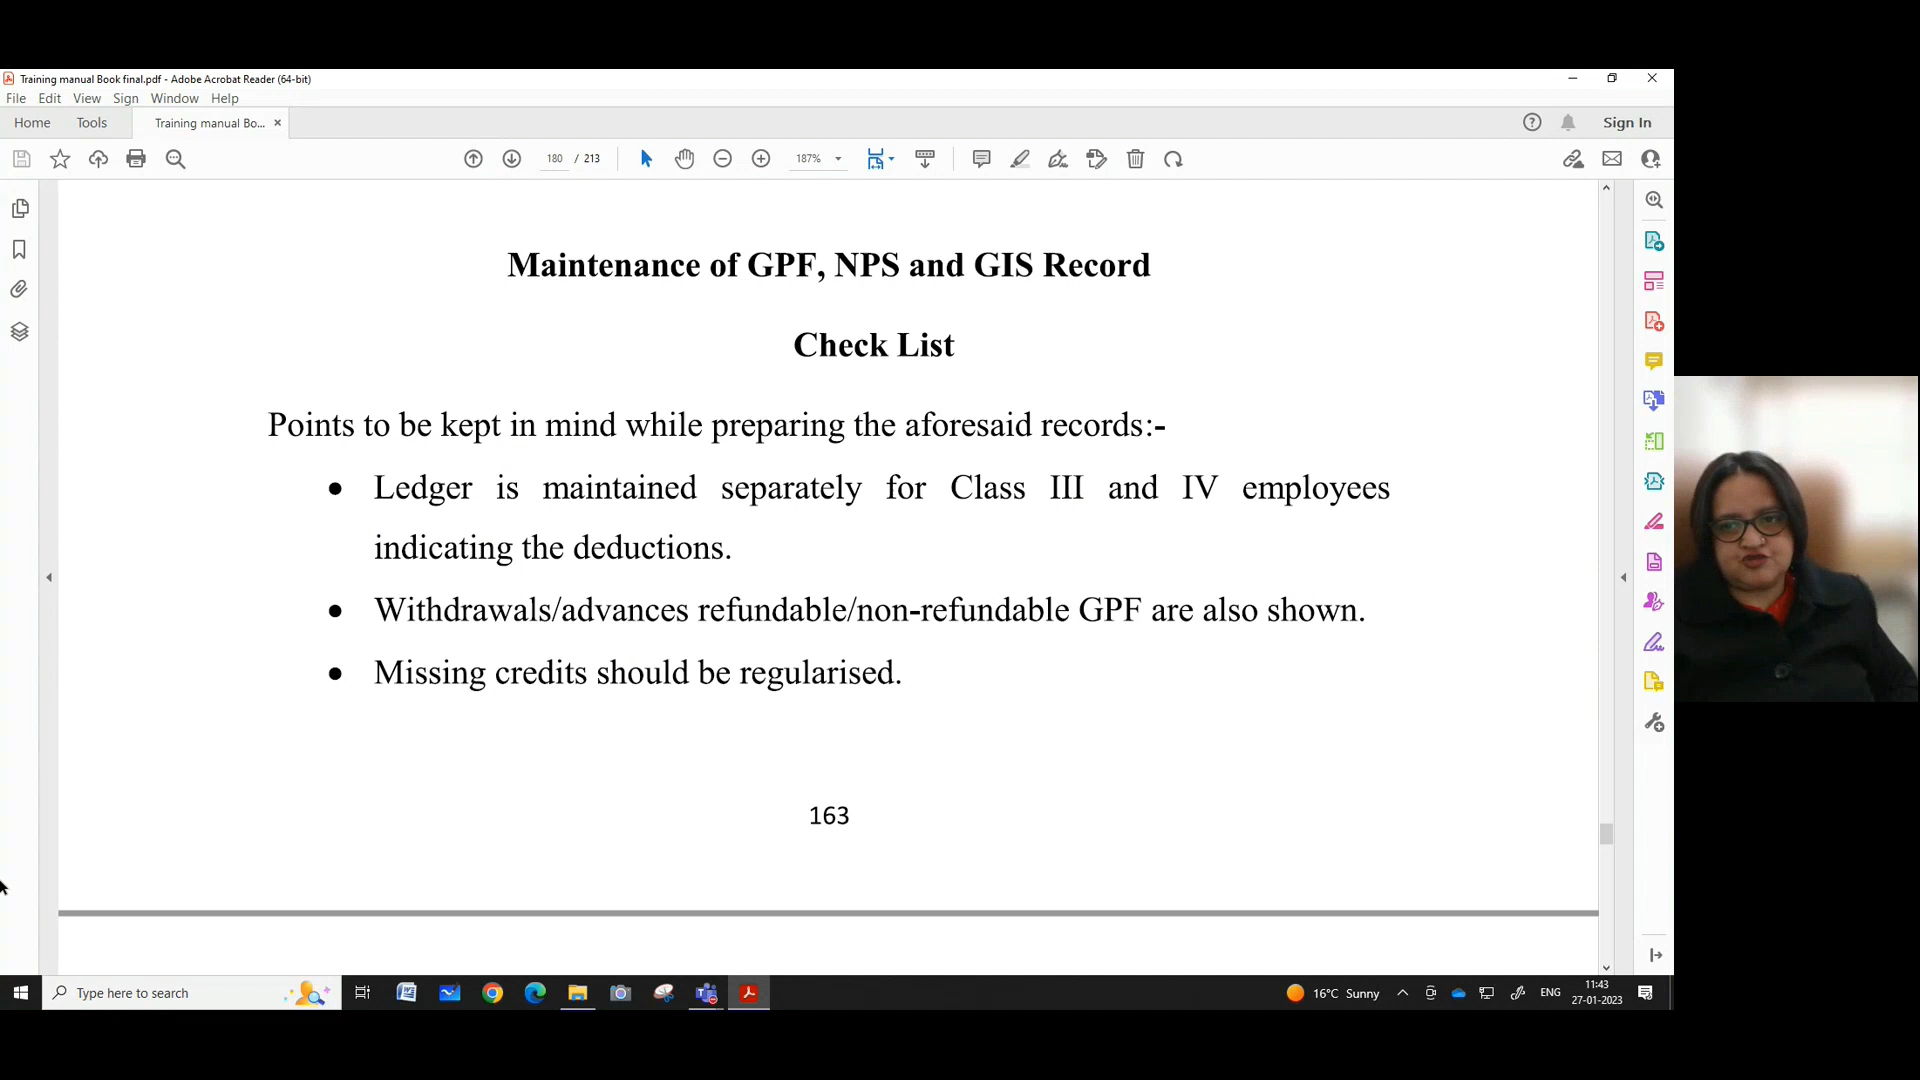 Training manual Book final.pdf - Adobe Acrobat Reader (64-bit)
File Edit View Sign Window Help
Home Tools Training manual Bo... Sign In
180 / 213 187%
Maintenance of GPF, NPS and GIS Record
Check List
Points to be kept in mind while preparing the aforesaid records:-
• Ledger is maintained separately for Class III and IV employees
indicating the deductions.
• Withdrawals/advances refundable/non-refundable GPF are also shown.
• Missing credits should be regularised.
163
Type here to search
16°C Sunny
ENG
11:43
27-01-2023